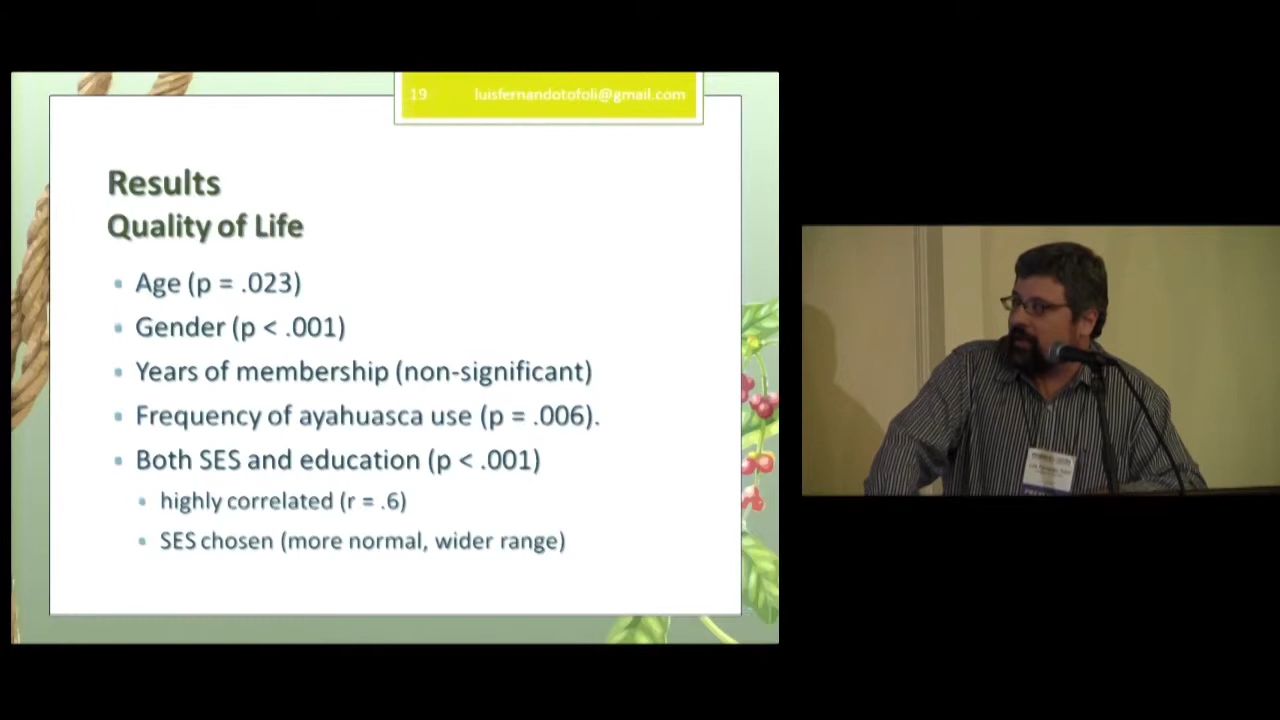 19 luisfernandotofoli@gmail.com
Results
Quality of Life
Age (p = .023)
Gender (p < .001)
Years of membership (non-significant)
Frequency of ayahuasca use (p = .006).
Both SES and education (p < .001)
highly correlated (r = .6)
SES chosen (more normal, wider range)